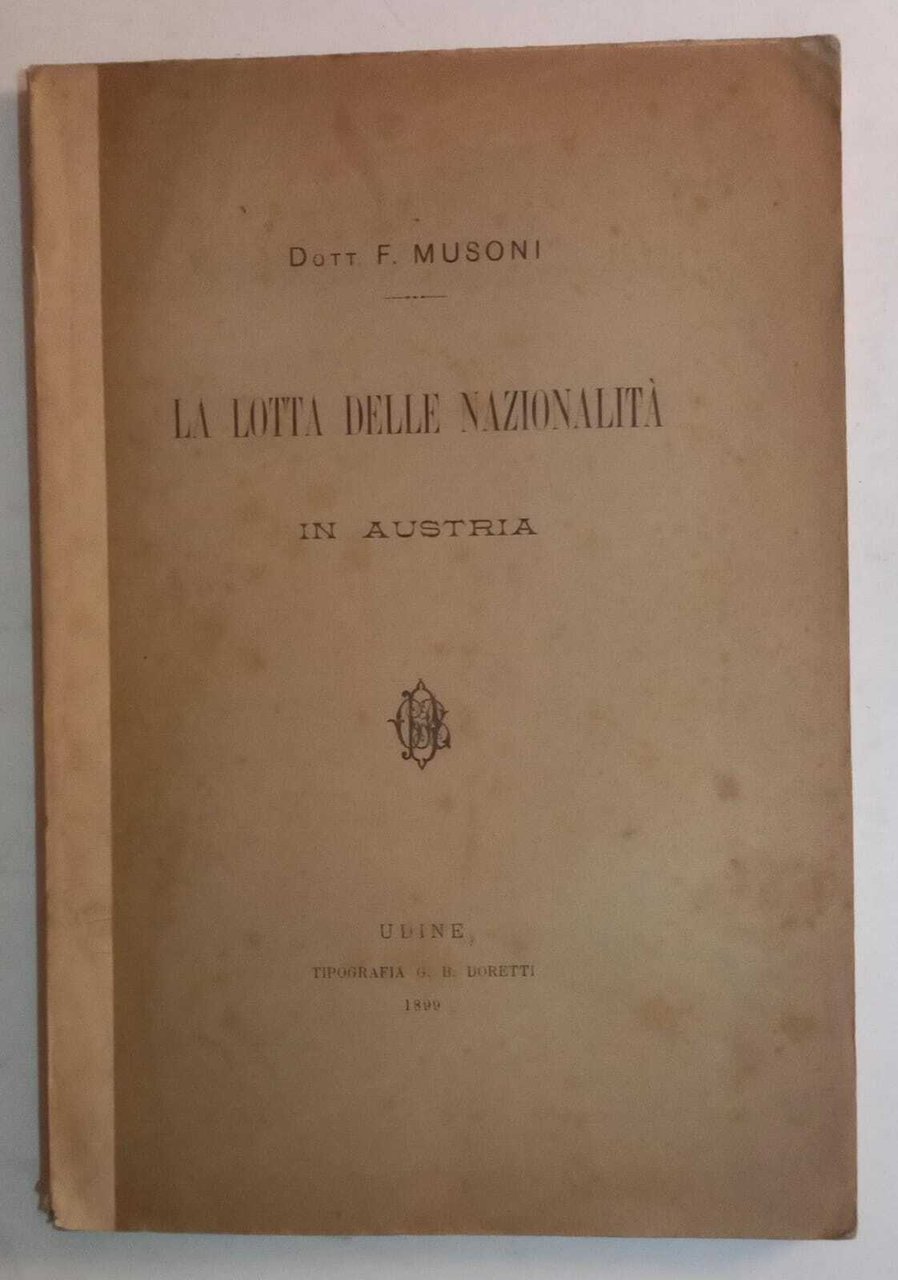 Dott. F. MUSONI
LA LOTTA DELLE NAZIONALITÀ
IN AUSTRIA
UDINE
TIPOGRAFIA G. B. DORETTI
1899